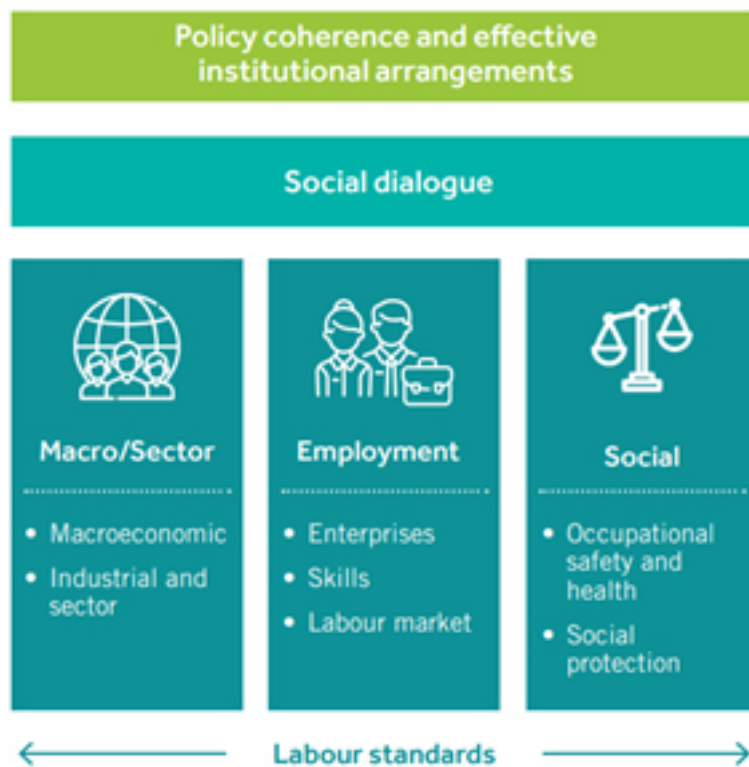 Policy coherence and effective
institutional arrangements
Social dialogue
Macro/Sector
• Macroeconomic
• Industrial and
sector
Employment
• Enterprises
• Skills
• Labour market
Social
• Occupational
safety and
health
• Social
protection
Labour standards